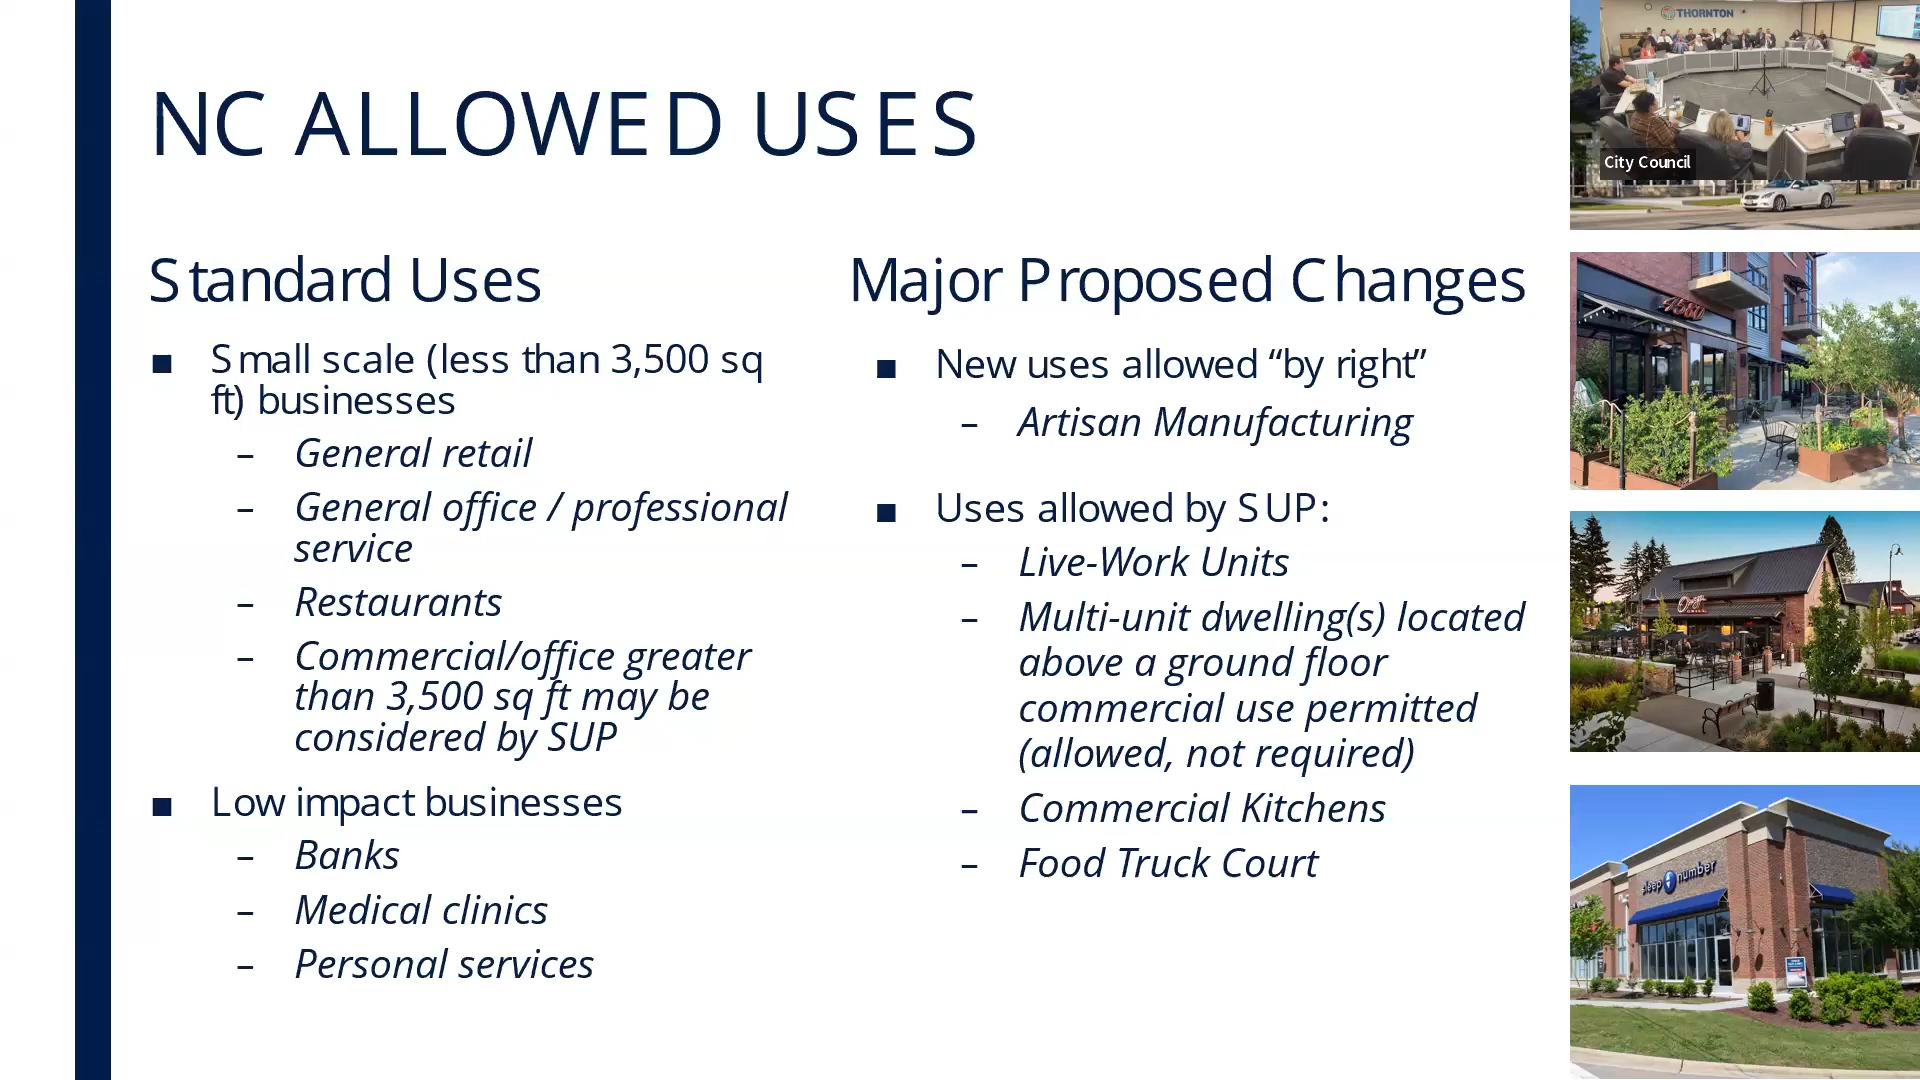 NC ALLOWED USES
Standard Uses
■ Small scale (less than 3,500 sq
ft) businesses
– General retail
– General office / professional
service
– Restaurants
– Commercial/office greater
than 3,500 sq ft may be
considered by SUP
■ Low impact businesses
– Banks
– Medical clinics
– Personal services
Major Proposed Changes
■ New uses allowed “by right”
– Artisan Manufacturing
■ Uses allowed by SUP:
– Live-Work Units
– Multi-unit dwelling(s) located
above a ground floor
commercial use permitted
(allowed, not required)
– Commercial Kitchens
– Food Truck Court
THORNTON
City Council
4580
sleep number